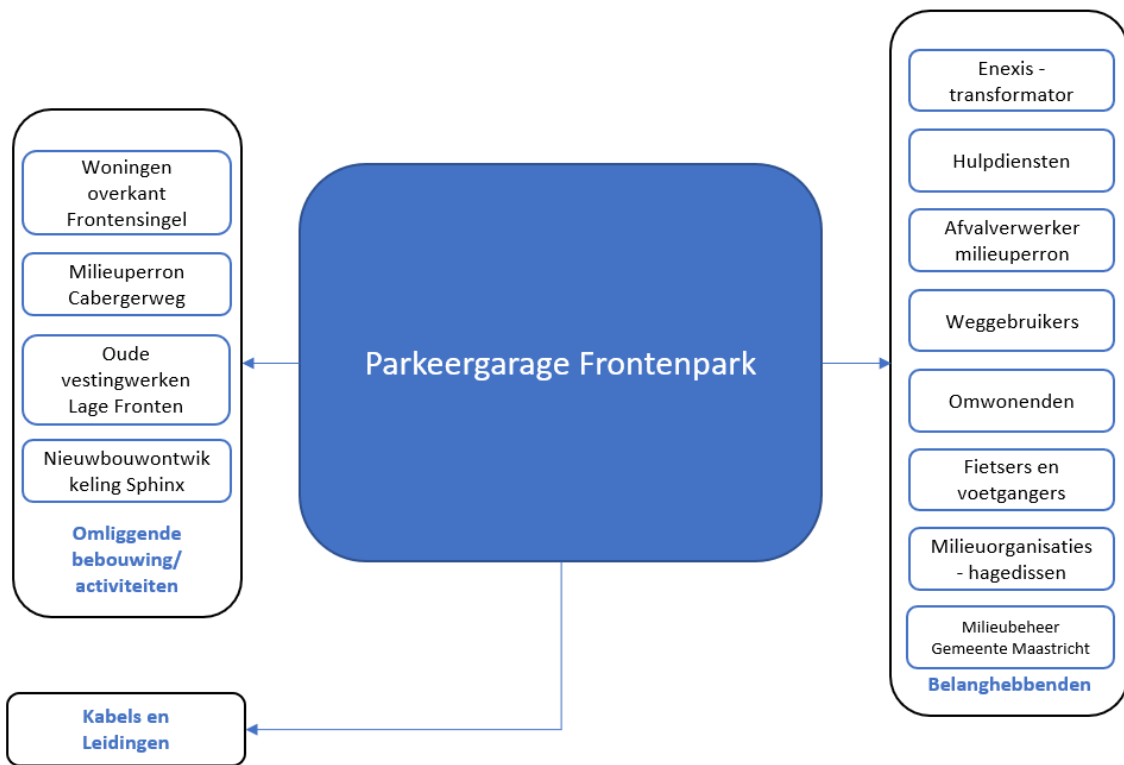 Woningen
overkant
Frontensingel
Milieuperron
Cabergerweg
Oude
vestingwerken
Lage Fronten
Nieuwbouwontwik
keling Sphinx
Omliggende
bebouwing/
activiteiten
Kabels en
Leidingen
Parkeergarage Frontenpark
Enexis -
transformator
Hulpdiensten
Afvalverwerker
milieuperron
Weggebruikers
Omwonenden
Fietsers en
voetgangers
Milieuorganisaties
- hagedissen
Milieubeheer
Gemeente Maastricht
Belanghebbenden